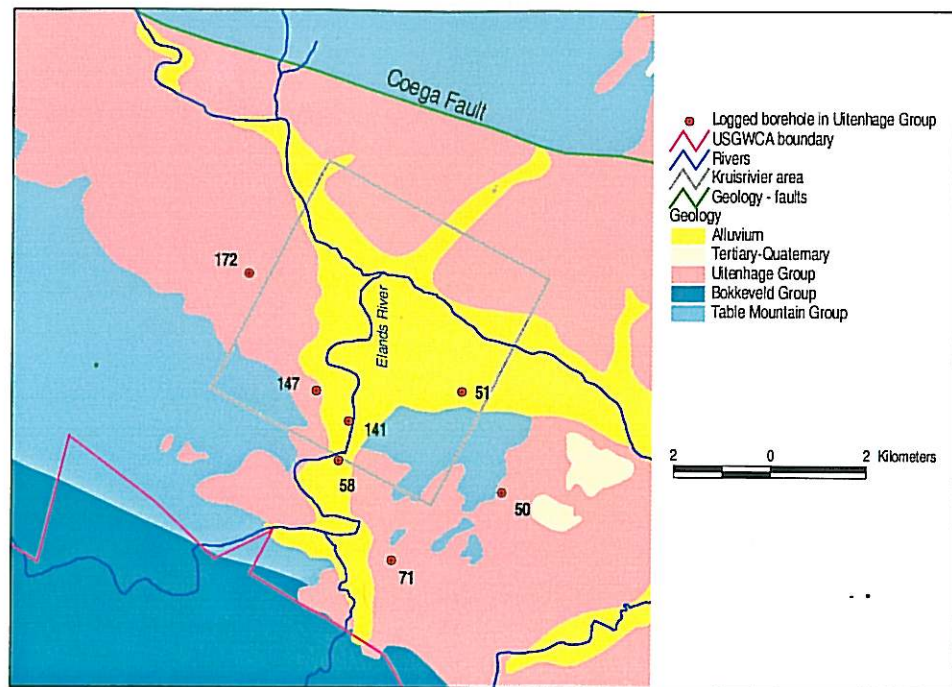 Coega Fault
172
Elands River
147
51
141
58
50
71
Logged borehole in Uitenhage Group
USGWCA boundary
Rivers
Kruisrivier area
Geology - faults
Geology
Alluvium
Tertiary-Quaternary
Uitenhage Group
Bokkeveld Group
Table Mountain Group
2 0 2 Kilometers